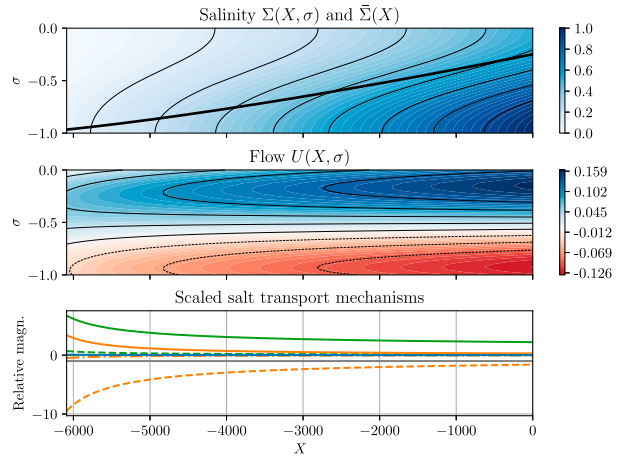 Salinity Σ(X, σ) and Σ̄(X)
0.0
−0.5
−1.0
σ
1.0
0.8
0.6
0.4
0.2
0.0
Flow U(X, σ)
0.0
−0.5
−1.0
σ
0.159
0.102
0.045
-0.012
-0.069
-0.126
Scaled salt transport mechanisms
Relative magn.
0
−10
−6000 −5000 −4000 −3000 −2000 −1000 0
X